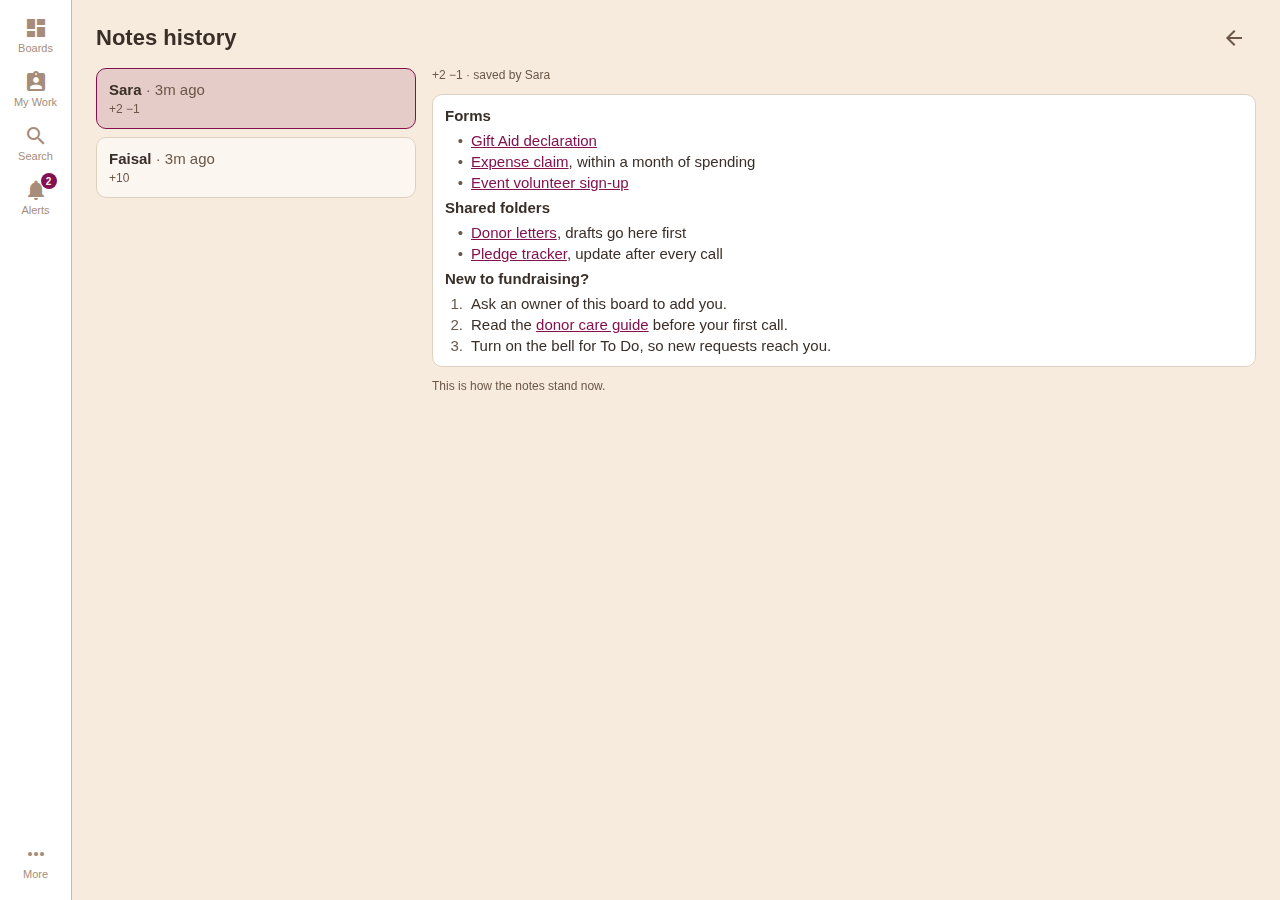 Boards
My Work
Search
2
Alerts
More
Notes history
Sara · 3m ago
+2 −1
Faisal · 3m ago
+10
+2 −1 · saved by Sara
Forms
• Gift Aid declaration
• Expense claim, within a month of spending
• Event volunteer sign-up
Shared folders
• Donor letters, drafts go here first
• Pledge tracker, update after every call
New to fundraising?
1. Ask an owner of this board to add you.
2. Read the donor care guide before your first call.
3. Turn on the bell for To Do, so new requests reach you.
This is how the notes stand now.